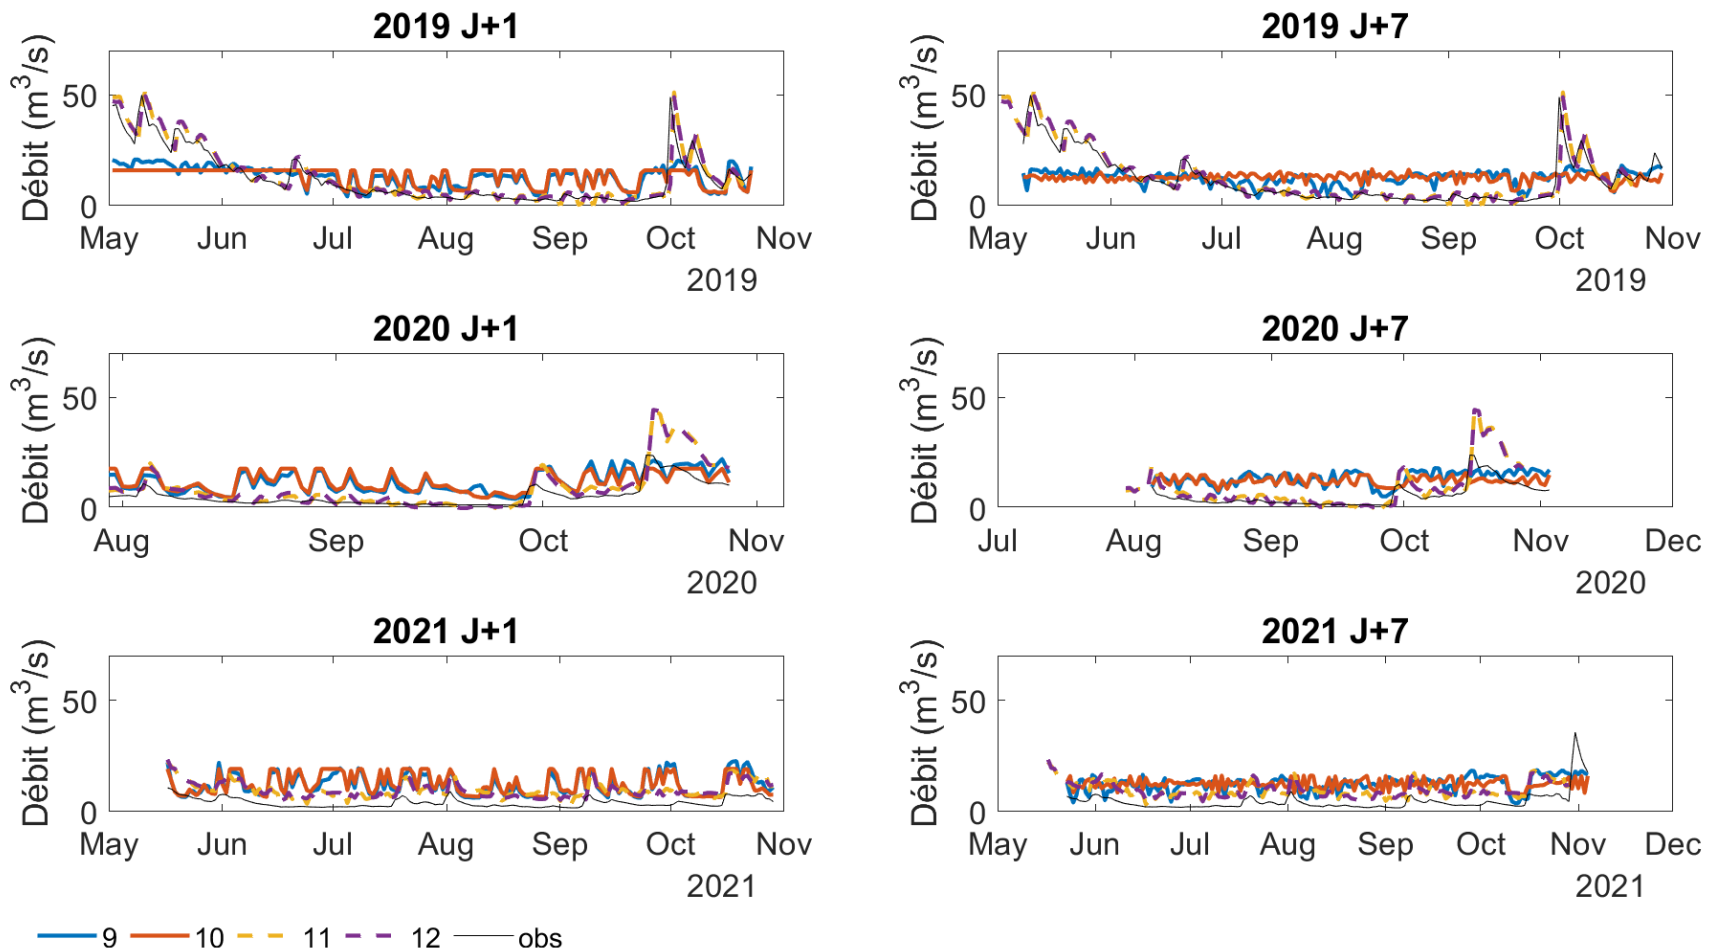 2019 J+1
Débit (m³/s)
50
0
May Jun Jul Aug Sep Oct Nov
2019
2019 J+7
Débit (m³/s)
50
0
May Jun Jul Aug Sep Oct Nov
2019
2020 J+1
Débit (m³/s)
50
0
Aug Sep Oct Nov
2020
2020 J+7
Débit (m³/s)
50
0
Jul Aug Sep Oct Nov Dec
2020
2021 J+1
Débit (m³/s)
50
0
May Jun Jul Aug Sep Oct Nov
2021
2021 J+7
Débit (m³/s)
50
0
May Jun Jul Aug Sep Oct Nov Dec
2021
9 10 11 12 obs